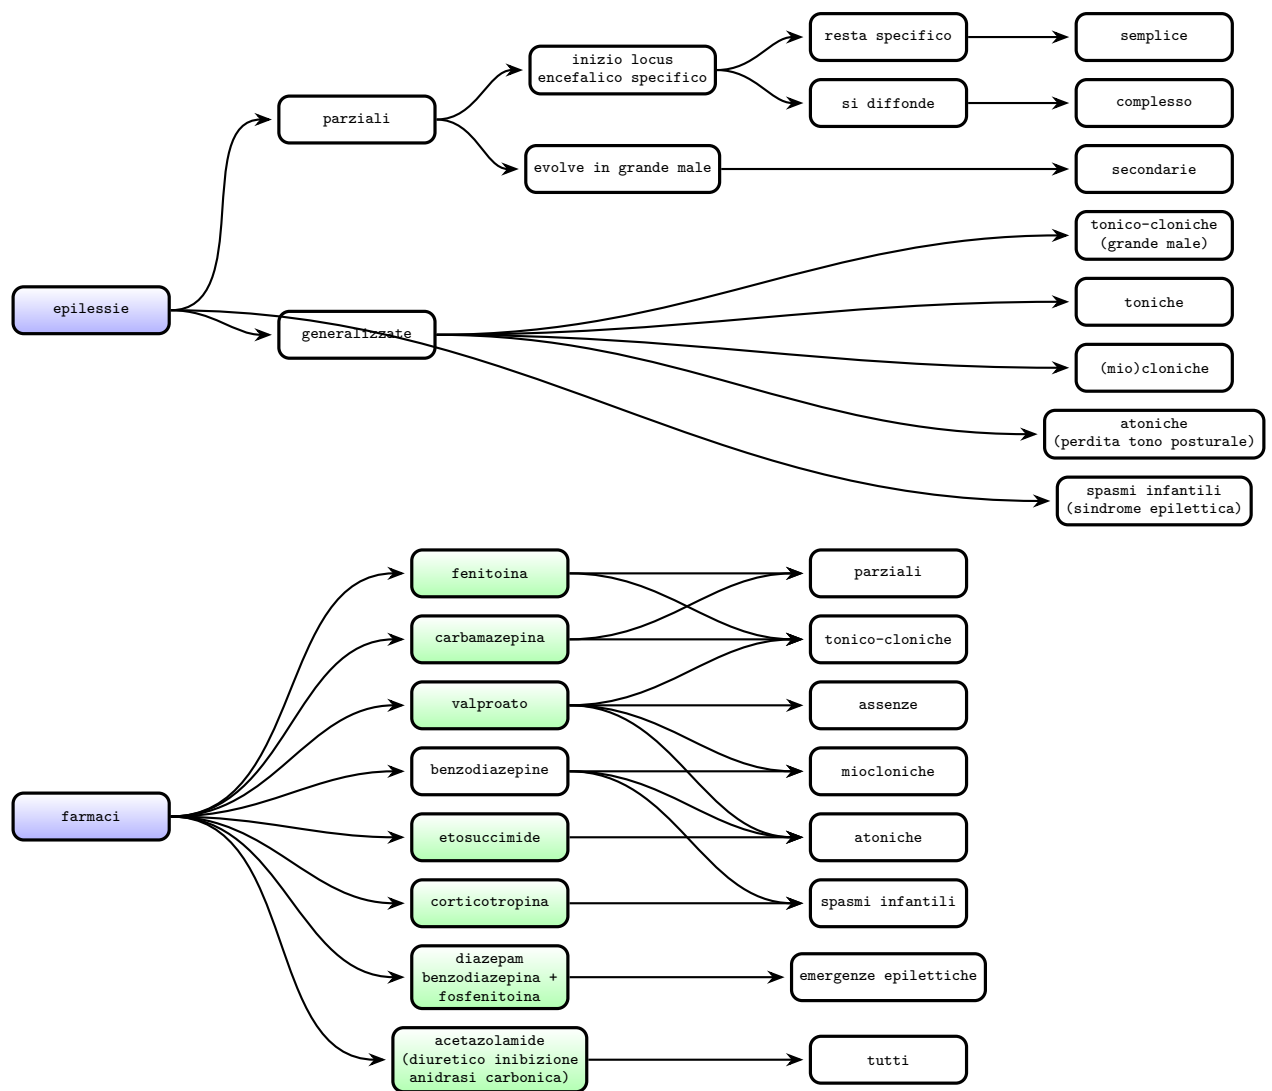 resta specifico
semplice
inizio locus
encefalico specifico
si diffonde
complesso
parziali
evolve in grande male
secondarie
tonico-cloniche
(grande male)
epilessie
generalizzate
toniche
(mio)cloniche
atoniche
(perdita tono posturale)
spasmi infantili
(sindrome epilettica)
fenitoina
parziali
carbamazepina
tonico-cloniche
valproato
assenze
benzodiazepine
miocloniche
farmaci
etosuccimide
atoniche
corticotropina
spasmi infantili
diazepam
benzodiazepina +
fosfenitoina
emergenze epilettiche
acetazolamide
(diuretico inibizione
anidrasi carbonica)
tutti